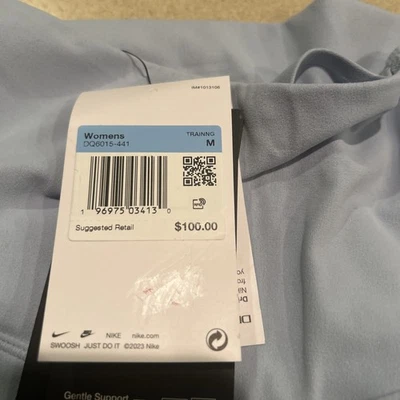 Womens TRAINING
DQ6015-441 M
1 96975 03413 0
Suggested Retail $100.00
NIKE nike.com
SWOOSH JUST DO IT ©2023 Nike
Gentle Support